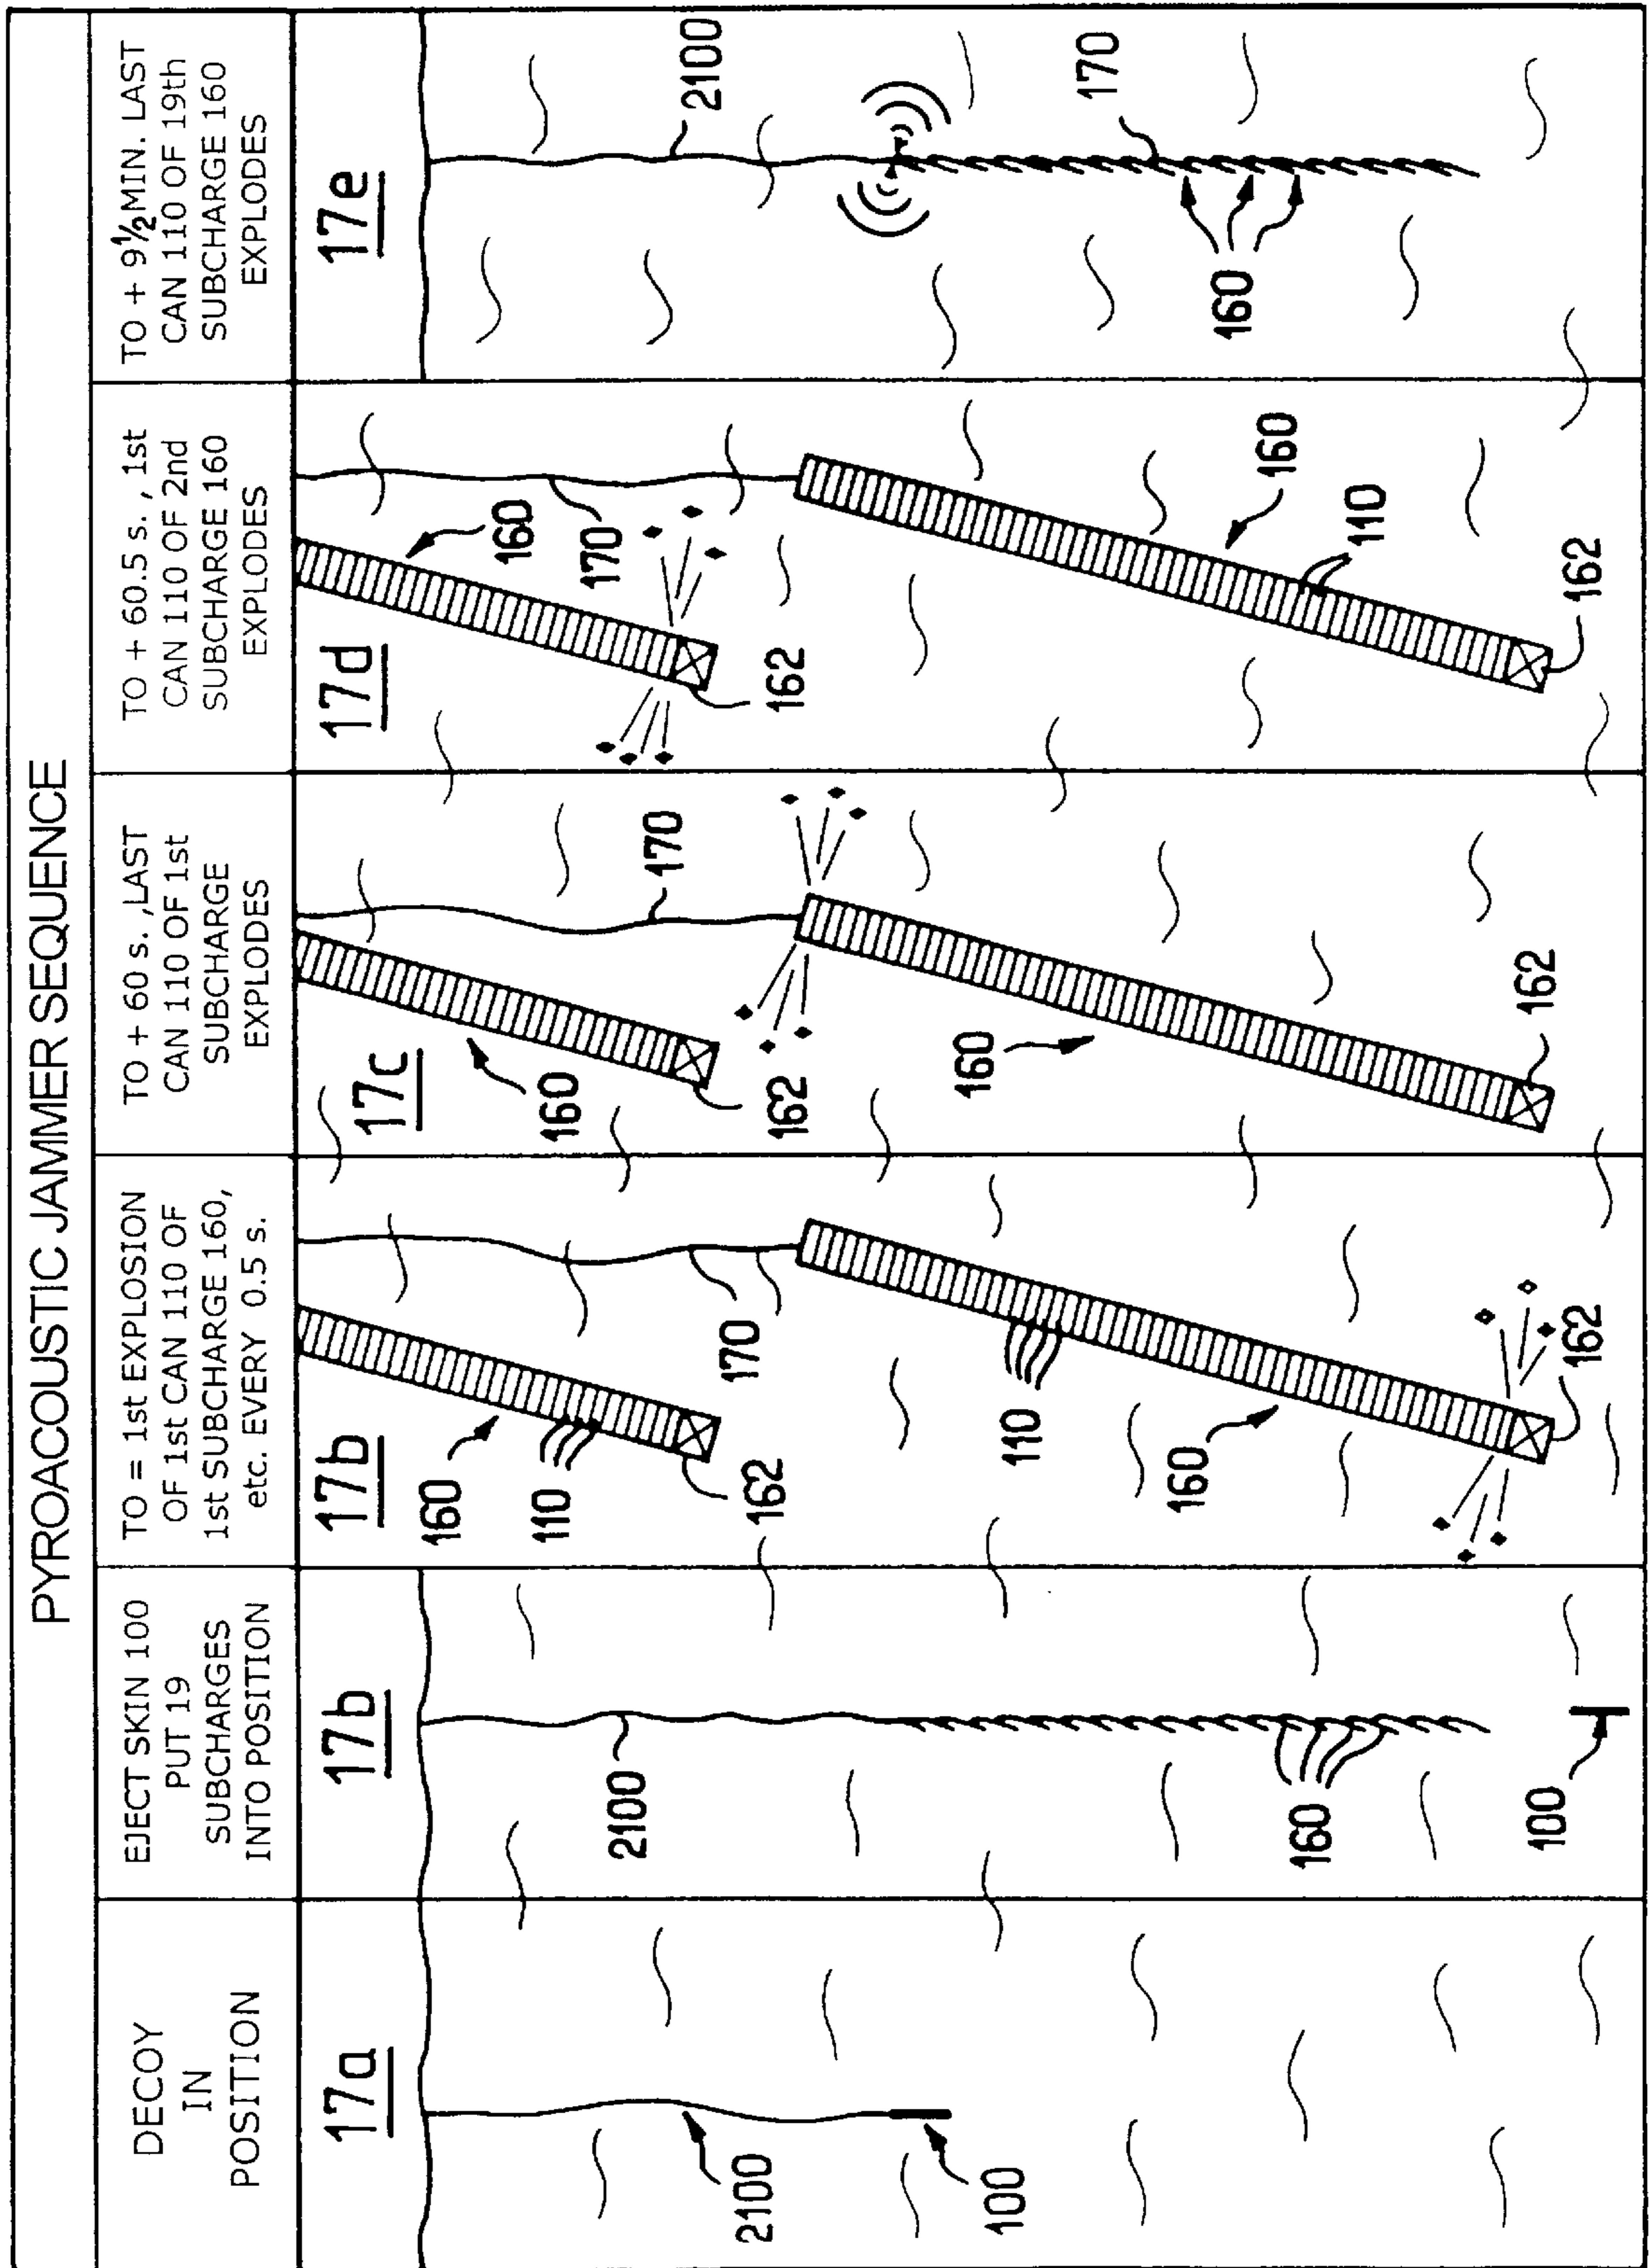 PYROACOUSTIC JAMMER SEQUENCE
DECOY
IN
POSITION
EJECT SKIN 100
PUT 19
SUBCHARGES
INTO POSITION
TO = 1st EXPLOSION
OF 1st CAN 110 OF
1st SUBCHARGE 160,
etc. EVERY 0.5 s.
TO + 60 s. ,LAST
CAN 110 OF 1st
SUBCHARGE
EXPLODES
TO + 60.5 s. , 1st
CAN 110 OF 2nd
SUBCHARGE 160
EXPLODES
TO + 9½ MIN. LAST
CAN 110 OF 19th
SUBCHARGE 160
EXPLODES
17a
2100
100
17b
2100
160
100
17b
160
110
162
170
110
160
162
17c
160
162
170
160
162
17d
160
170
162
160
110
162
17e
2100
170
160